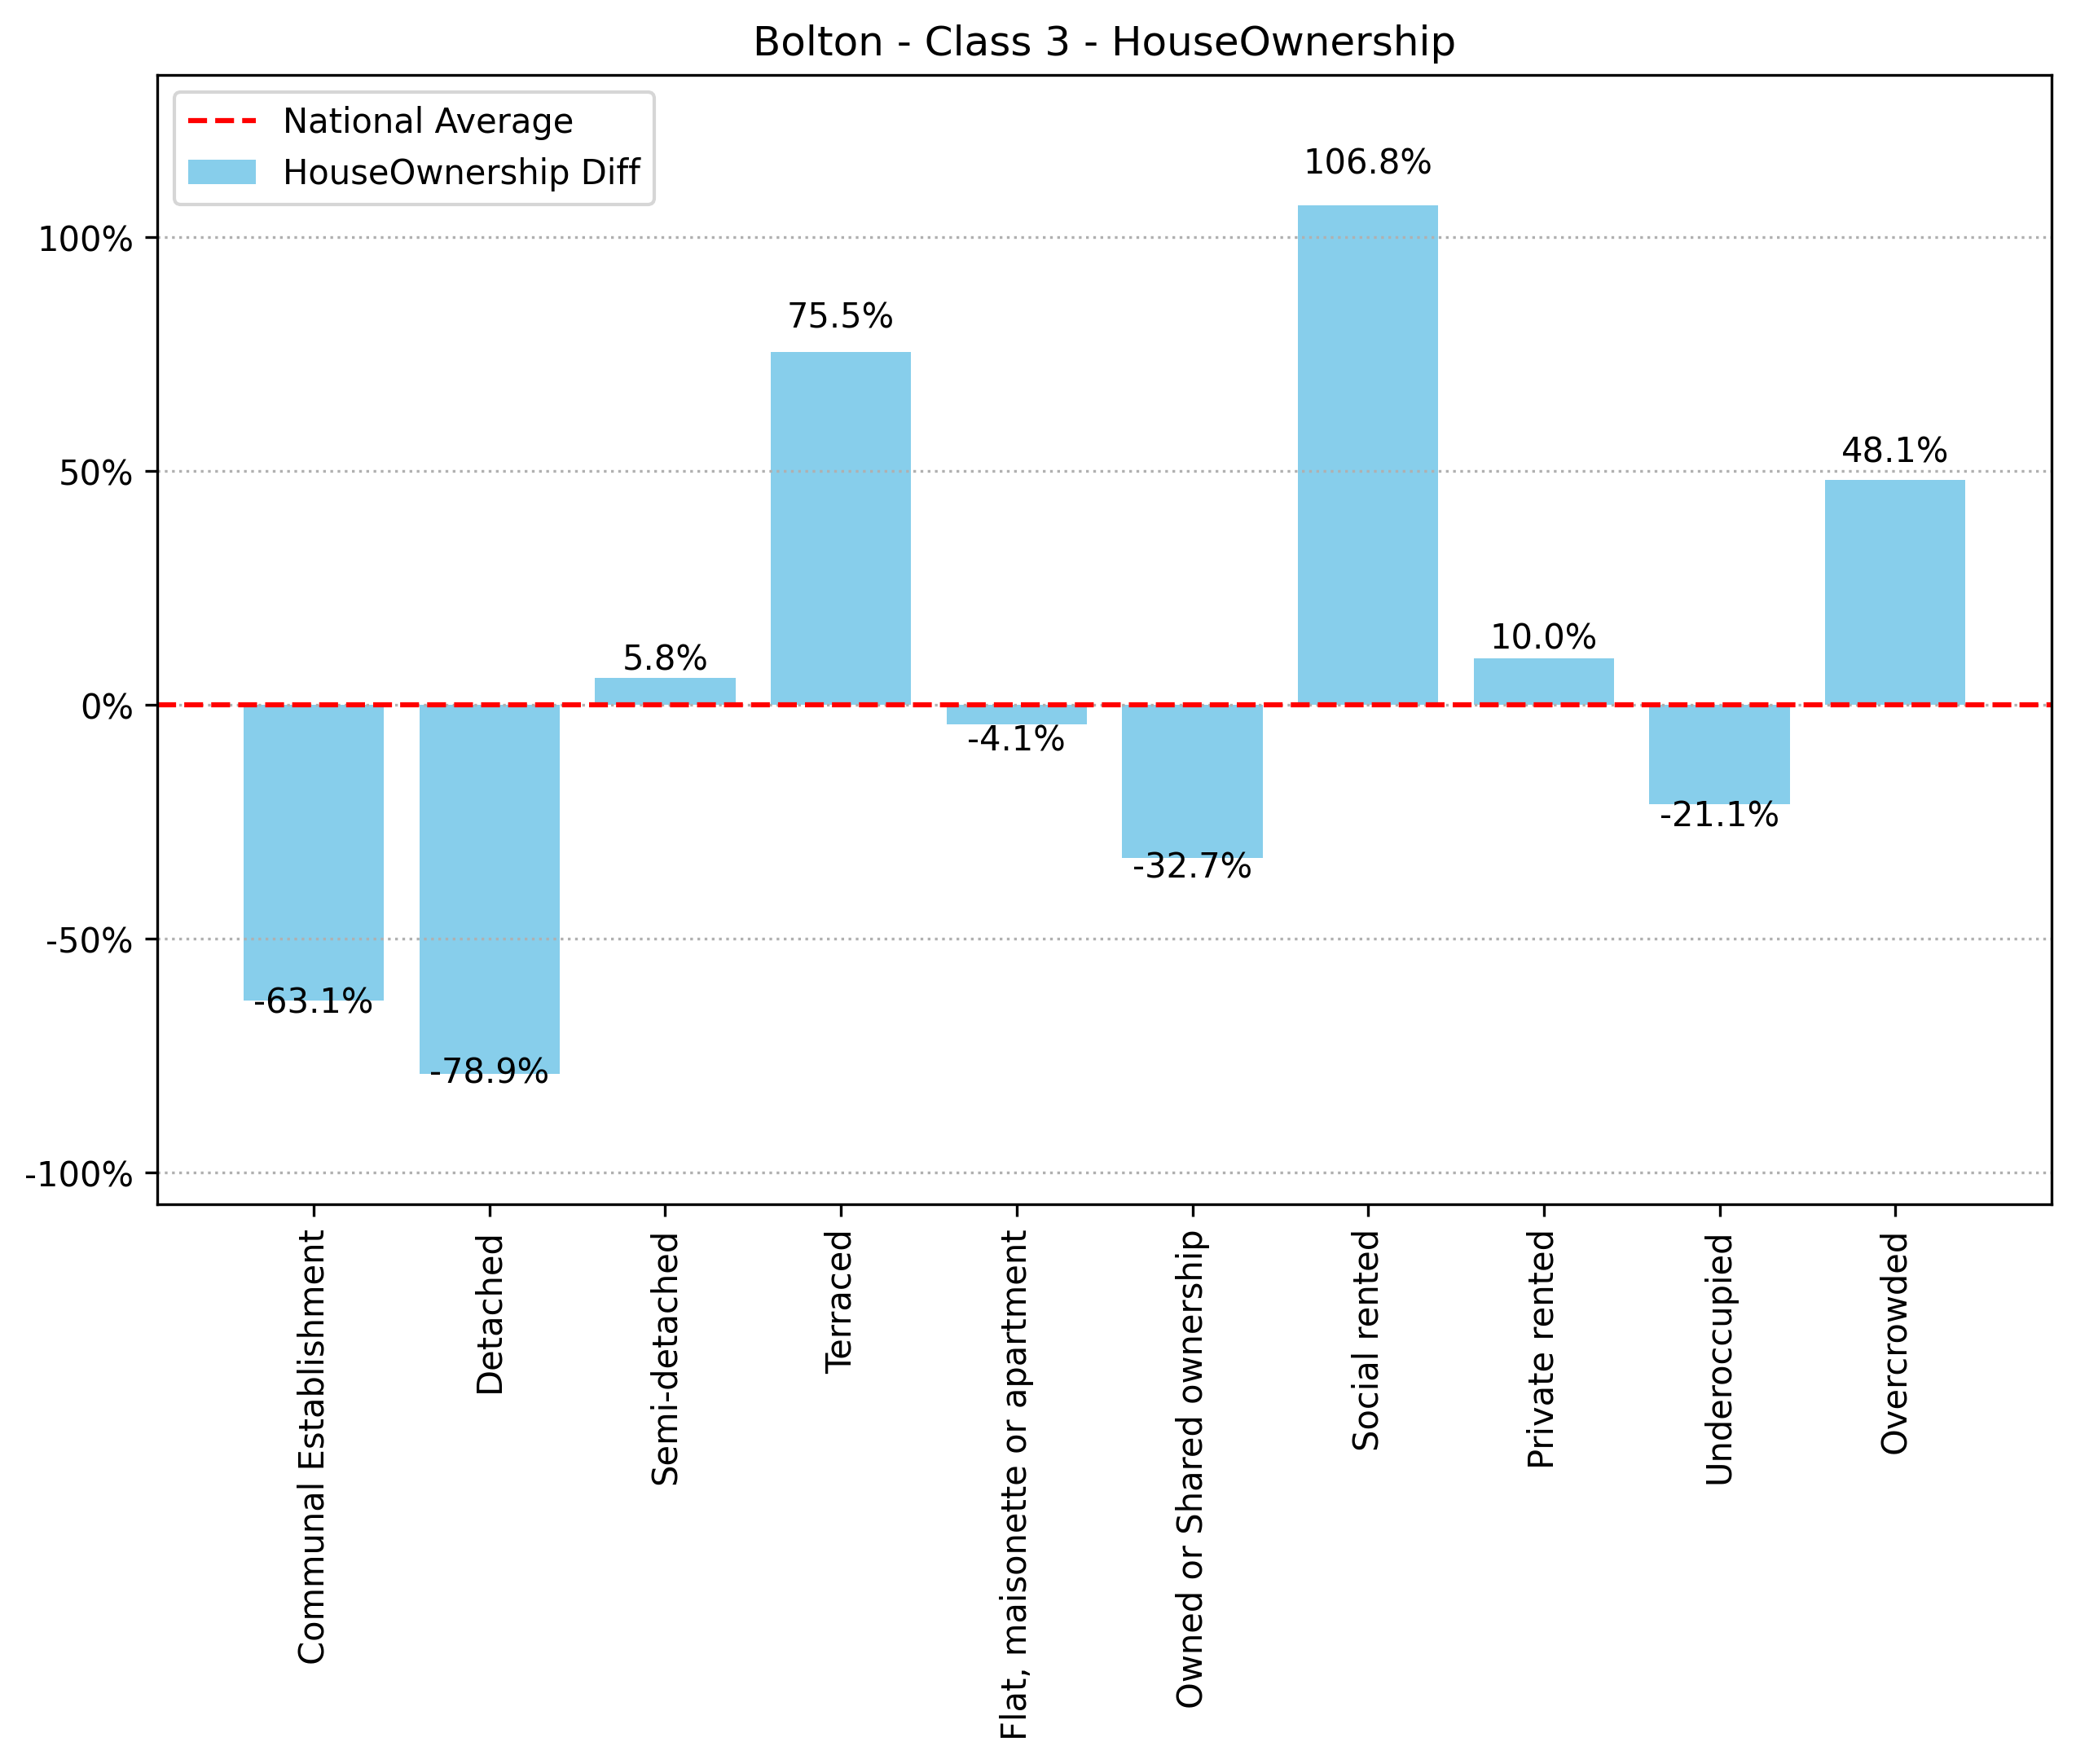 Bolton - Class 3 - HouseOwnership
National Average
HouseOwnership Diff
100%
50%
0%
-50%
-100%
-63.1%
-78.9%
5.8%
75.5%
-4.1%
-32.7%
106.8%
10.0%
-21.1%
48.1%
Communal Establishment
Detached
Semi-detached
Terraced
Flat, maisonette or apartment
Owned or Shared ownership
Social rented
Private rented
Underoccupied
Overcrowded